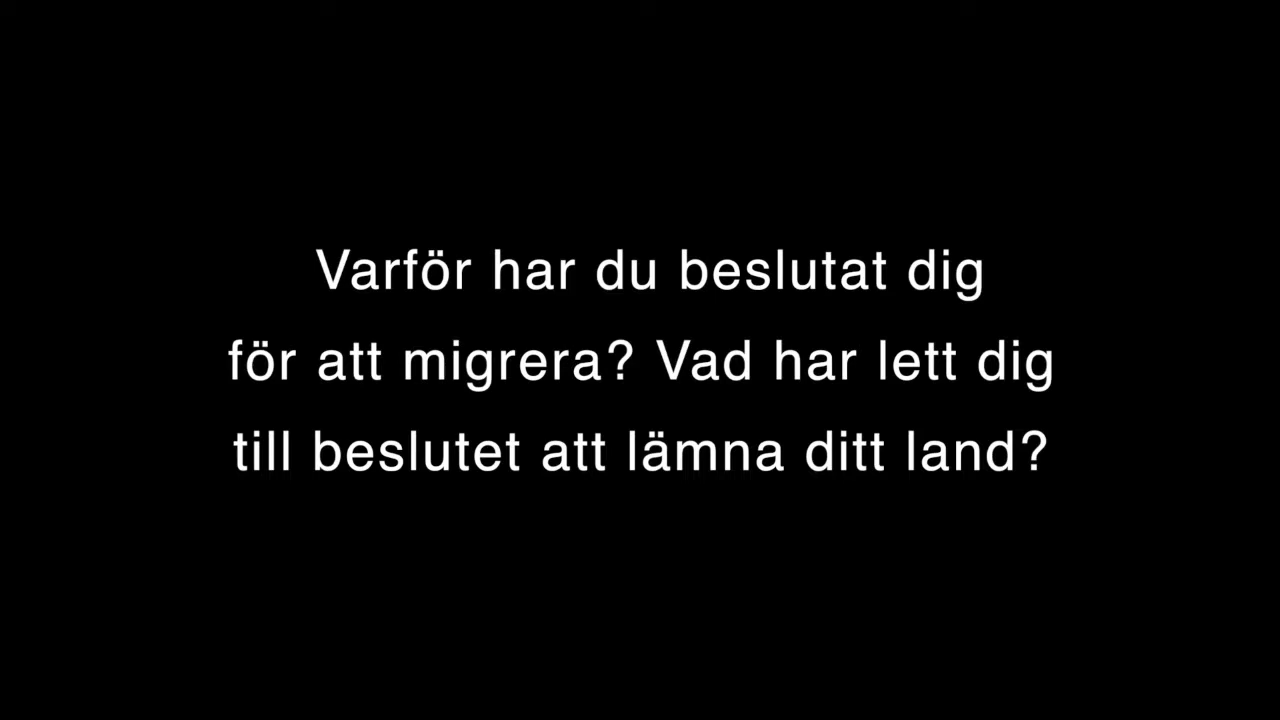 Varför har du beslutat dig
för att migrera? Vad har lett dig
till beslutet att lämna ditt land?